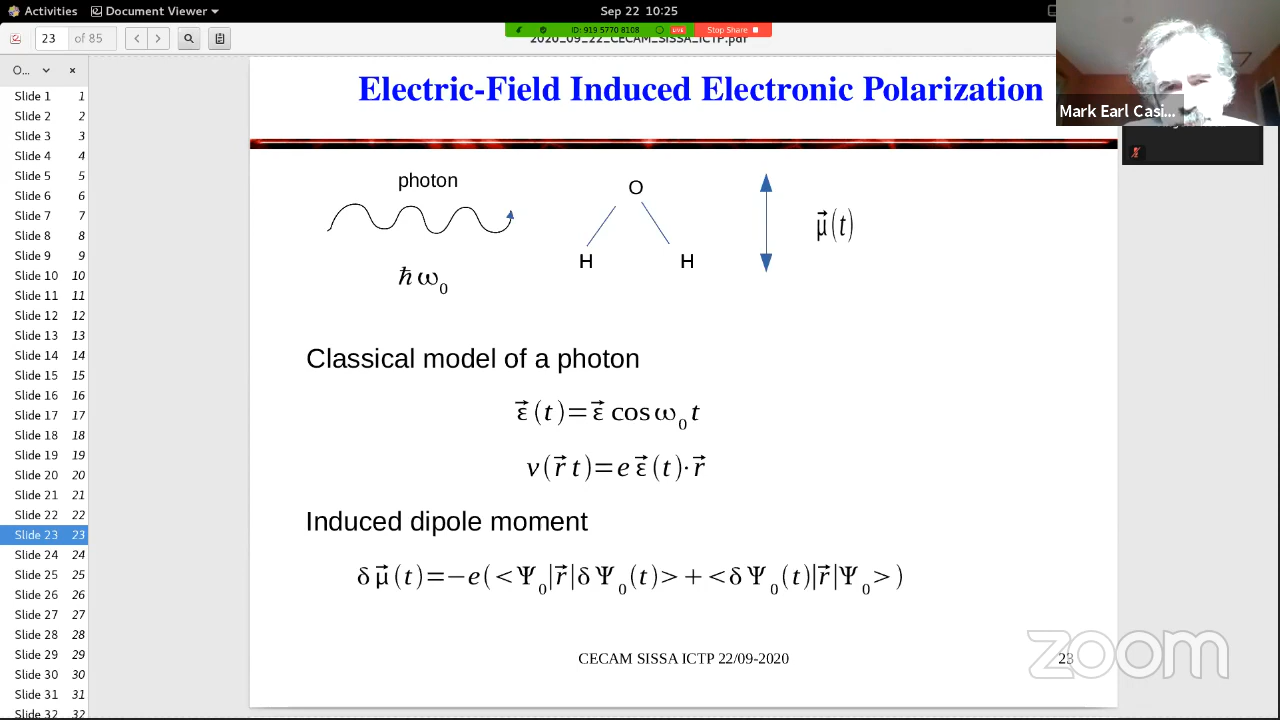 Activities Document Viewer Sep 22 10:25
23 of 85
ID: 919 5770 8108 LIVE Stop Share
2020_09_22_CECAM_SISSA_ICTP.pdf
O...
Slide 1 1
Slide 2 2
Slide 3 3
Slide 4 4
Slide 5 5
Slide 6 6
Slide 7 7
Slide 8 8
Slide 9 9
Slide 10 10
Slide 11 11
Slide 12 12
Slide 13 13
Slide 14 14
Slide 15 15
Slide 16 16
Slide 17 17
Slide 18 18
Slide 19 19
Slide 20 20
Slide 21 21
Slide 22 22
Slide 23 23
Slide 24 24
Slide 25 25
Slide 26 26
Slide 27 27
Slide 28 28
Slide 29 29
Slide 30 30
Slide 31 31
Slide 32 32
Mark Earl Casi...
Electric-Field Induced Electronic Polarization
photon
O
H H
μ⃗(t)
ℏω₀
Classical model of a photon
ε⃗(t)=ε⃗ cos ω₀ t
v(r⃗ t)=e ε⃗(t)·r⃗
Induced dipole moment
δμ⃗(t)=−e(<Ψ₀|r⃗|δΨ₀(t)>+<δΨ₀(t)|r⃗|Ψ₀>)
CECAM SISSA ICTP 22/09-2020 23
zoom